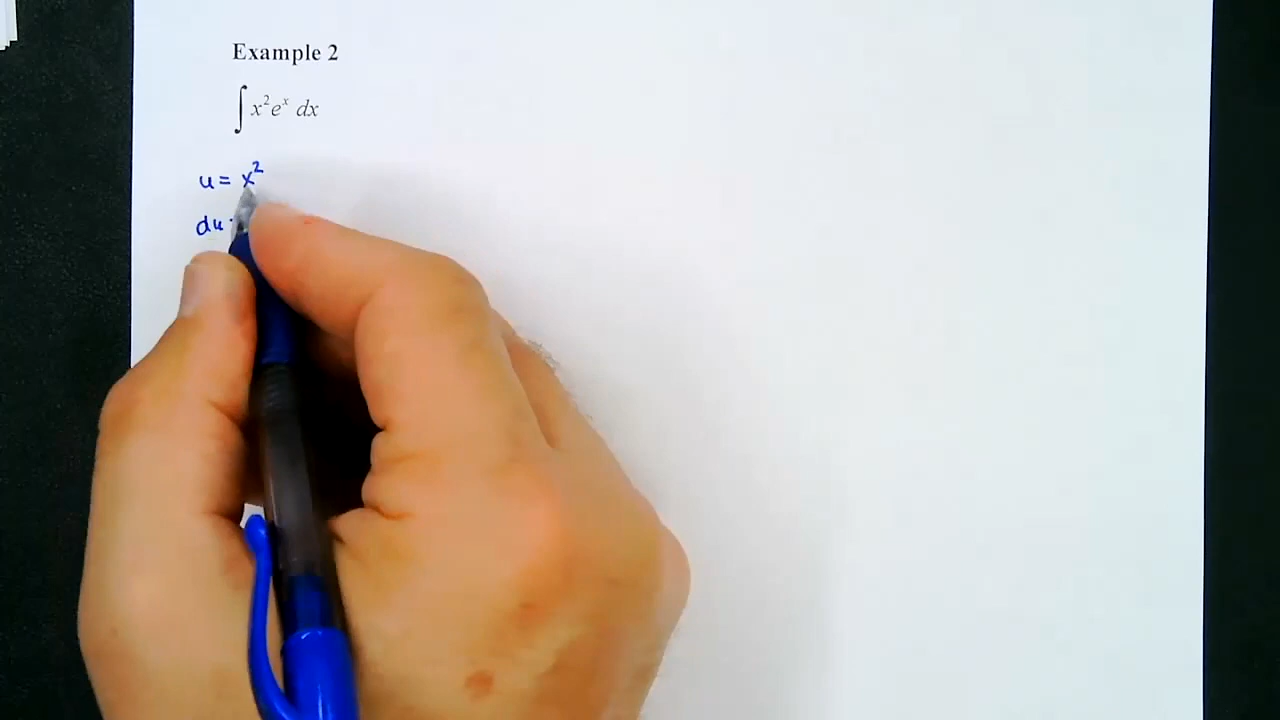 Example 2
∫ x²eˣ dx
u = x²
du